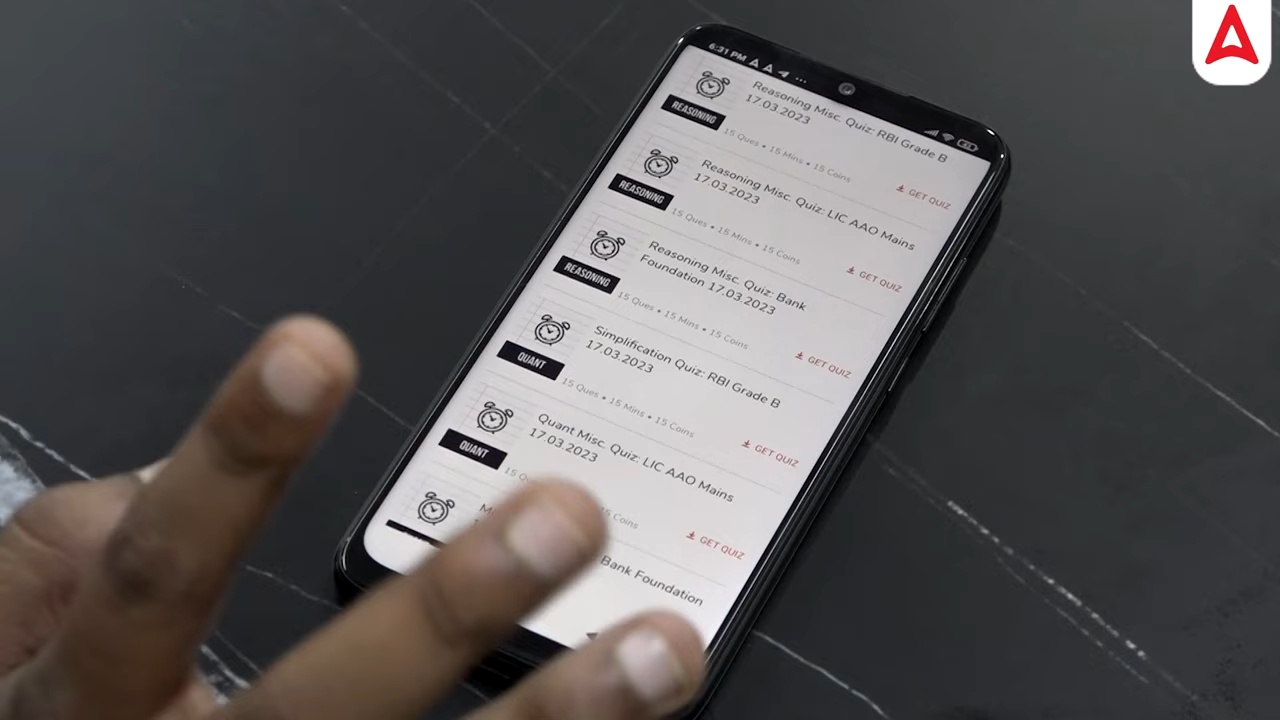 6:31 PM
Reasoning Misc. Quiz: RBI Grade B
17.03.2023
REASONING
15 Ques • 15 Mins • 15 Coins
GET QUIZ
Reasoning Misc. Quiz: LIC AAO Mains
17.03.2023
REASONING
15 Ques • 15 Mins • 15 Coins
GET QUIZ
Reasoning Misc. Quiz: Bank
Foundation 17.03.2023
REASONING
15 Ques • 15 Mins • 15 Coins
GET QUIZ
Simplification Quiz: RBI Grade B
17.03.2023
QUANT
15 Ques • 15 Mins • 15 Coins
GET QUIZ
Quant Misc. Quiz: LIC AAO Mains
17.03.2023
QUANT
15 Coins
GET QUIZ
Bank Foundation